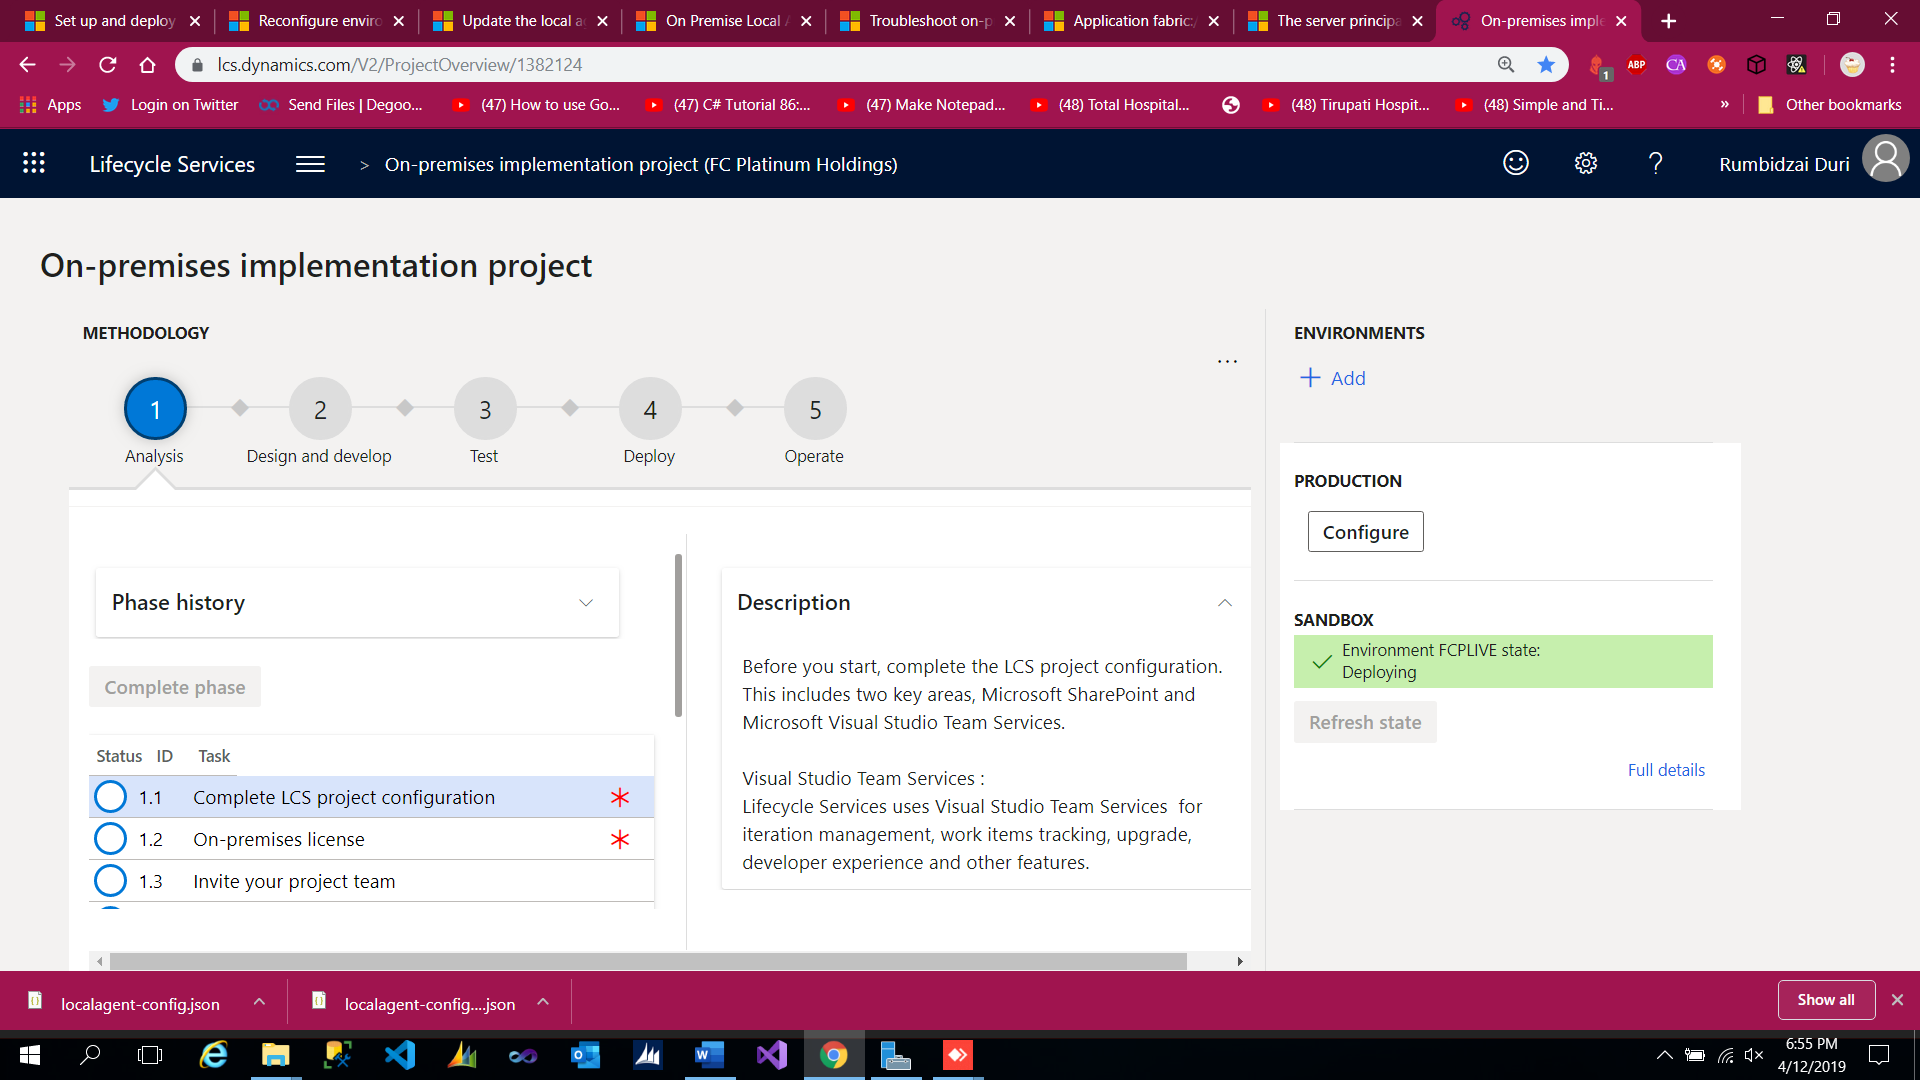 Set up and deploy
Reconfigure enviro
Update the local a
On Premise Local
Troubleshoot on-p
Application fabric:
The server principa
On-premises imple
lcs.dynamics.com/V2/ProjectOverview/1382124
1
ABP
CA
Apps
Login on Twitter
Send Files | Degoo...
(47) How to use Go...
(47) C# Tutorial 86:...
(47) Make Notepad...
(48) Total Hospital...
(48) Tirupati Hospit...
(48) Simple and Ti...
»
Other bookmarks
Lifecycle Services
> On-premises implementation project (FC Platinum Holdings)
?
Rumbidzai Duri
On-premises implementation project
METHODOLOGY
...
1
2
3
4
5
Analysis
Design and develop
Test
Deploy
Operate
Phase history
Complete phase
Status ID Task
1.1 Complete LCS project configuration
1.2 On-premises license
1.3 Invite your project team
Description
Before you start, complete the LCS project configuration.
This includes two key areas, Microsoft SharePoint and
Microsoft Visual Studio Team Services.
Visual Studio Team Services :
Lifecycle Services uses Visual Studio Team Services for
iteration management, work items tracking, upgrade,
developer experience and other features.
ENVIRONMENTS
Add
PRODUCTION
Configure
SANDBOX
Environment FCPLIVE state:
Deploying
Refresh state
Full details
localagent-config.json
localagent-config....json
Show all
6:55 PM
4/12/2019